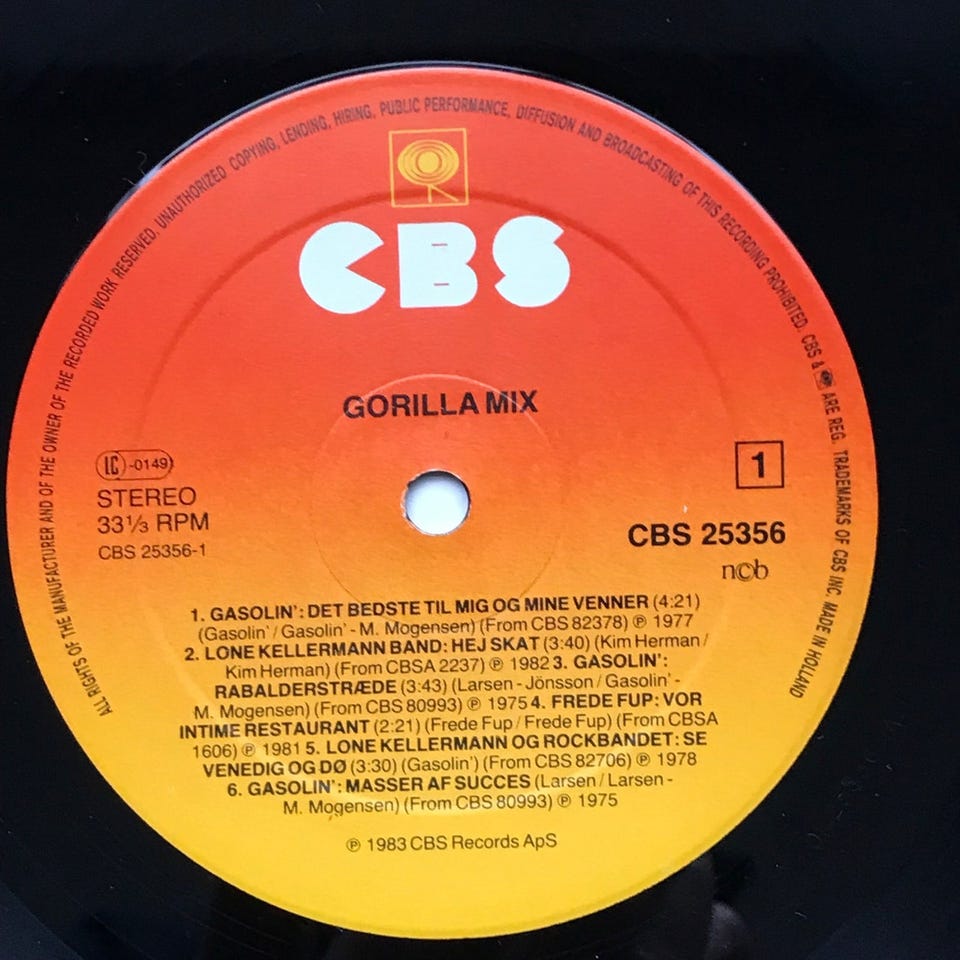 ALL RIGHTS OF THE MANUFACTURER AND OF THE OWNER OF THE RECORDED WORK RESERVED. UNAUTHORIZED COPYING, LENDING, HIRING, PUBLIC PERFORMANCE, DIFFUSION AND BROADCASTING OF THIS RECORDING PROHIBITED. CBS & ARE REG. TRADEMARKS OF CBS INC. MADE IN HOLLAND
CBS
GORILLA MIX
LC -0149
STEREO
33⅓ RPM
CBS 25356-1
1
CBS 25356
n©b
1. GASOLIN': DET BEDSTE TIL MIG OG MINE VENNER (4:21)
(Gasolin' / Gasolin' - M. Mogensen) (From CBS 82378) ℗ 1977
2. LONE KELLERMANN BAND: HEJ SKAT (3:40) (Kim Herman /
Kim Herman) (From CBSA 2237) ℗ 1982 3. GASOLIN':
RABALDERSTRÆDE (3:43) (Larsen - Jönsson / Gasolin' -
M. Mogensen) (From CBS 80993) ℗ 1975 4. FREDE FUP: VOR
INTIME RESTAURANT (2:21) (Frede Fup / Frede Fup) (From CBSA
1606) ℗ 1981 5. LONE KELLERMANN OG ROCKBANDET: SE
VENEDIG OG DØ (3:30) (Gasolin') (From CBS 82706) ℗ 1978
6. GASOLIN': MASSER AF SUCCES (Larsen / Larsen -
M. Mogensen) (From CBS 80993) ℗ 1975
℗ 1983 CBS Records ApS